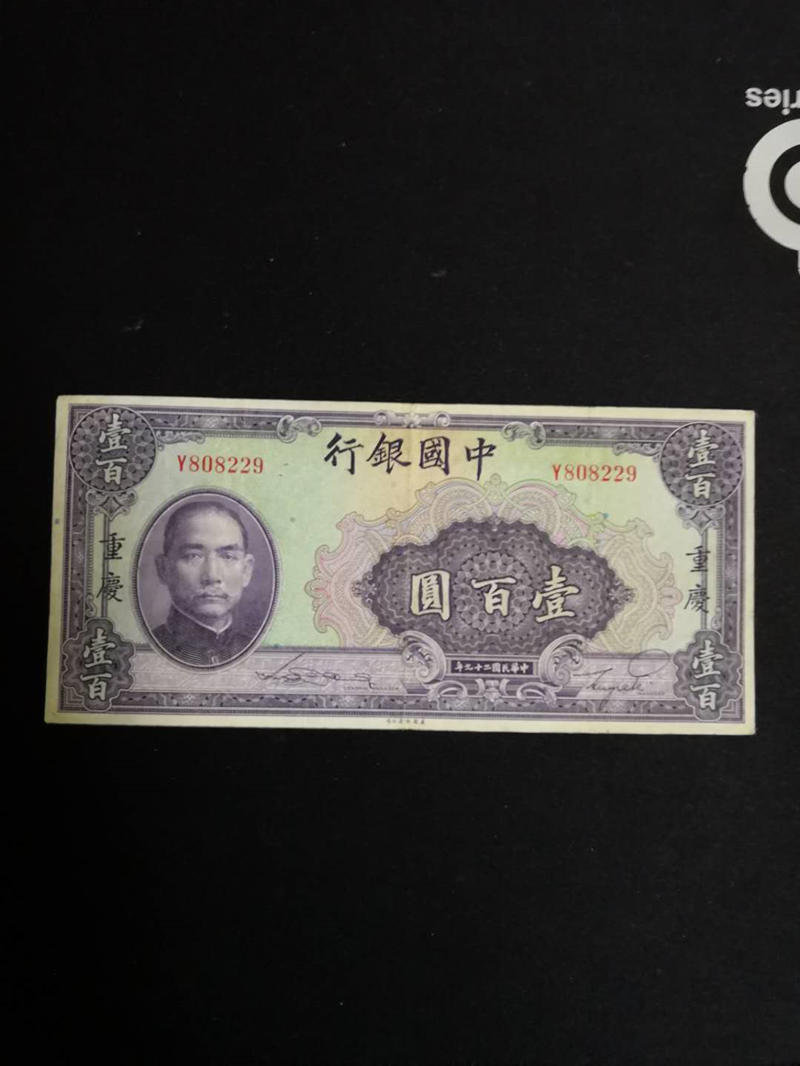 ries
中國銀行
Y808229
Y808229
壹百
壹百
重慶
重慶
壹百圓
中華民國二十九年
壹百
壹百